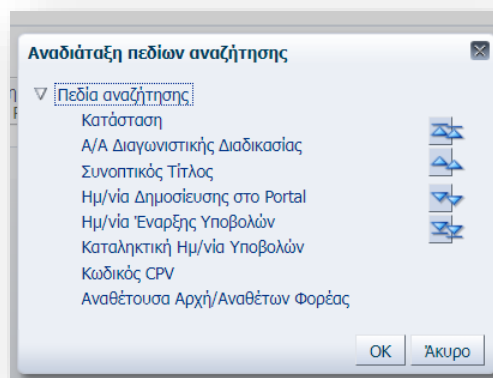 Αναδιάταξη πεδίων αναζήτησης
Πεδία αναζήτησης
Κατάσταση
Α/Α Διαγωνιστικής Διαδικασίας
Συνοπτικός Τίτλος
Ημ/νία Δημοσίευσης στο Portal
Ημ/νία Έναρξης Υποβολών
Καταληκτική Ημ/νία Υποβολών
Κωδικός CPV
Αναθέτουσα Αρχή/Αναθέτων Φορέας
OK Άκυρο